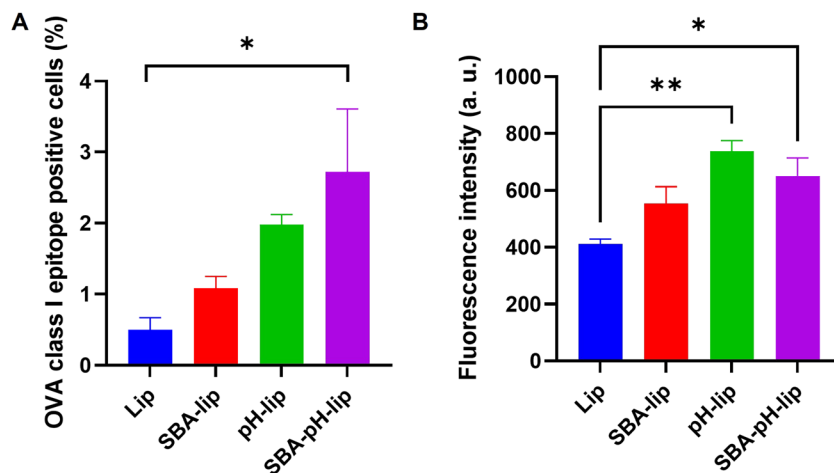 A
OVA class I epitope positive cells (%)
4
3
2
1
0
*
Lip
SBA-lip
pH-lip
SBA-pH-lip
B
Fluorescence intensity (a. u.)
1000
800
600
400
200
0
*
**
Lip
SBA-lip
pH-lip
SBA-pH-lip